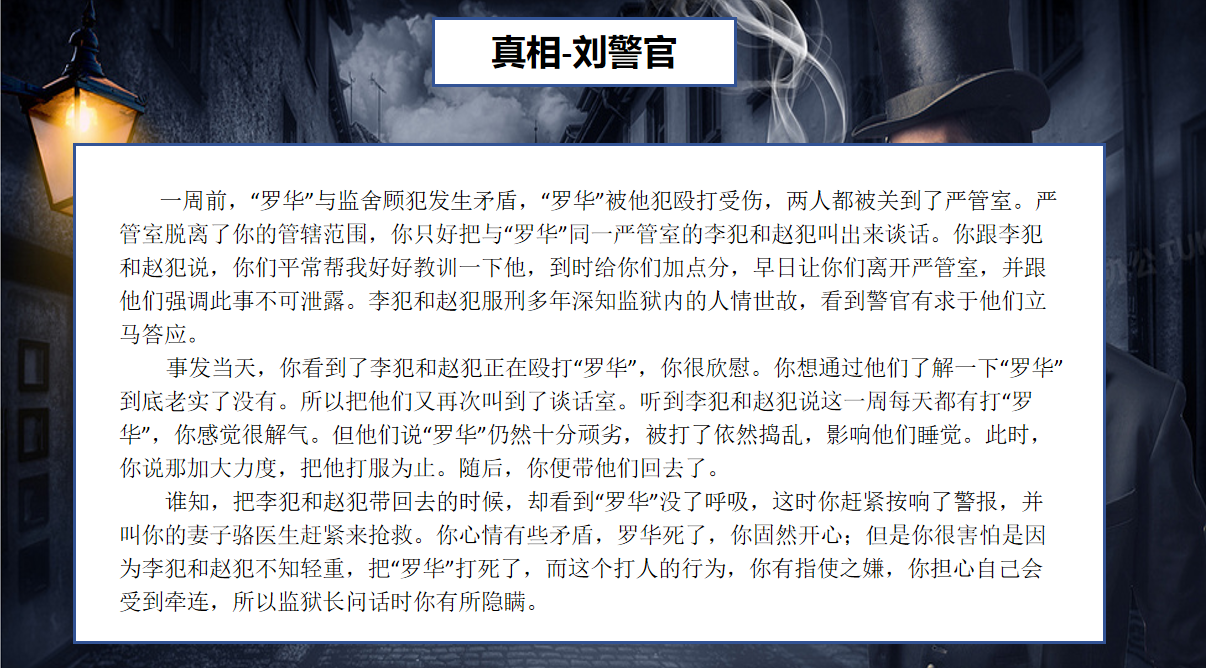 真相-刘警官
一周前，“罗华”与监舍顾犯发生矛盾，“罗华”被他犯殴打受伤，两人都被关到了严管室。严
管室脱离了你的管辖范围，你只好把与“罗华”同一严管室的李犯和赵犯叫出来谈话。你跟李犯
和赵犯说，你们平常帮我好好教训一下他，到时给你们加点分，早日让你们离开严管室，并跟
他们强调此事不可泄露。李犯和赵犯服刑多年深知监狱内的人情世故，看到警官有求于他们立
马答应。
事发当天，你看到了李犯和赵犯正在殴打“罗华”，你很欣慰。你想通过他们了解一下“罗华”
到底老实了没有。所以把他们又再次叫到了谈话室。听到李犯和赵犯说这一周每天都有打“罗
华”，你感觉很解气。但他们说“罗华”仍然十分顽劣，被打了依然捣乱，影响他们睡觉。此时，
你说那加大力度，把他打服为止。随后，你便带他们回去了。
谁知，把李犯和赵犯带回去的时候，却看到“罗华”没了呼吸，这时你赶紧按响了警报，并
叫你的妻子骆医生赶紧来抢救。你心情有些矛盾，罗华死了，你固然开心；但是你很害怕是因
为李犯和赵犯不知轻重，把“罗华”打死了，而这个打人的行为，你有指使之嫌，你担心自己会
受到牵连，所以监狱长问话时你有所隐瞒。